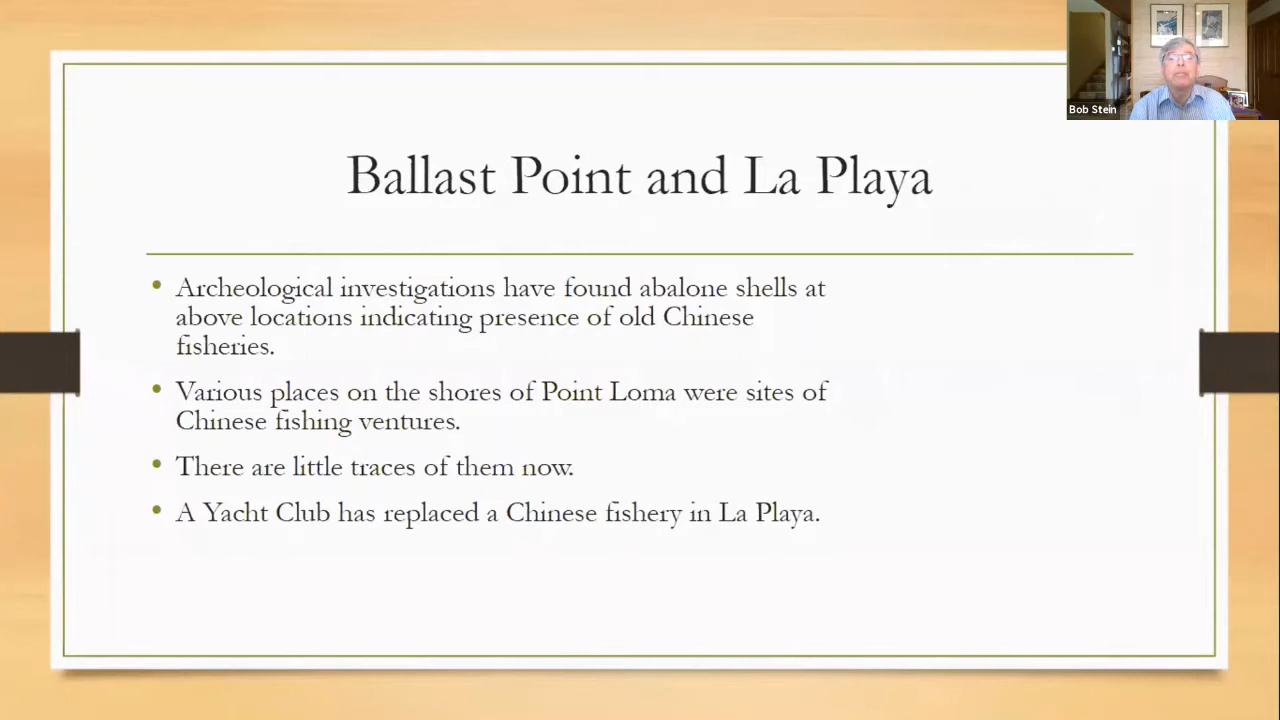 Bob Stein
Ballast Point and La Playa
• Archeological investigations have found abalone shells at
above locations indicating presence of old Chinese
fisheries.
• Various places on the shores of Point Loma were sites of
Chinese fishing ventures.
• There are little traces of them now.
• A Yacht Club has replaced a Chinese fishery in La Playa.